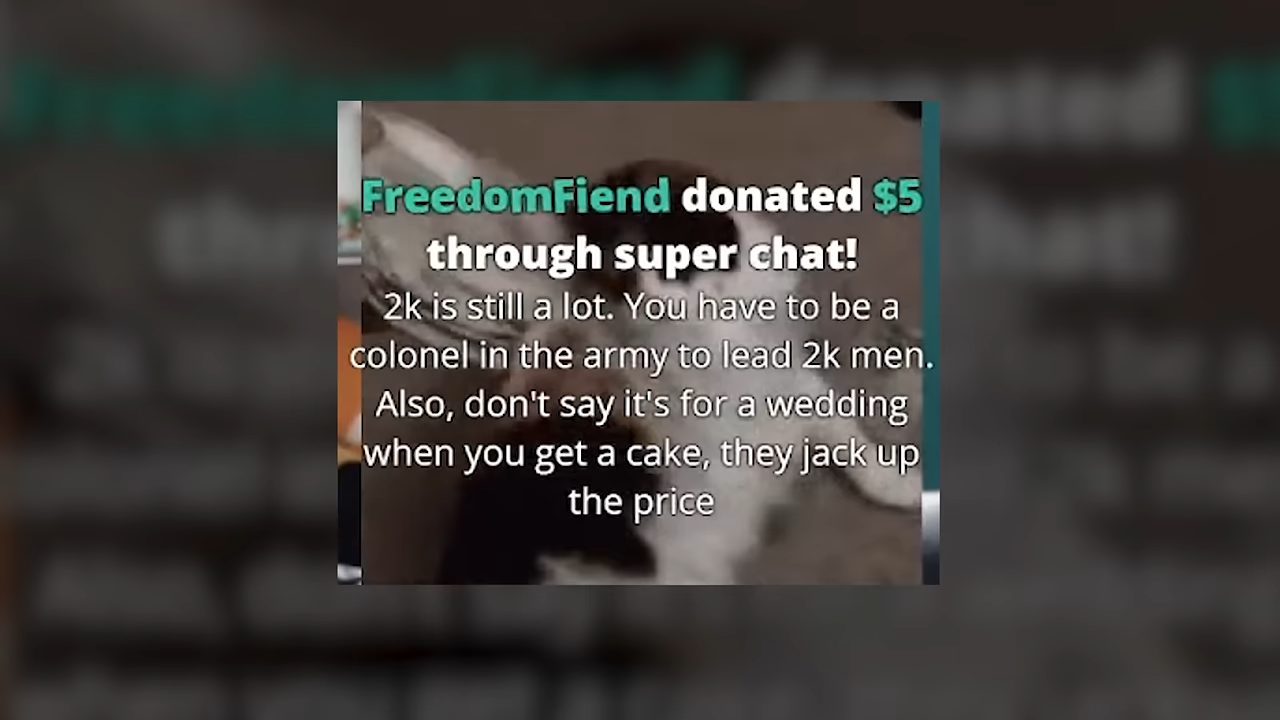 FreedomFiend donated $5
through super chat!
2k is still a lot. You have to be a
colonel in the army to lead 2k men.
Also, don't say it's for a wedding
when you get a cake, they jack up
the price